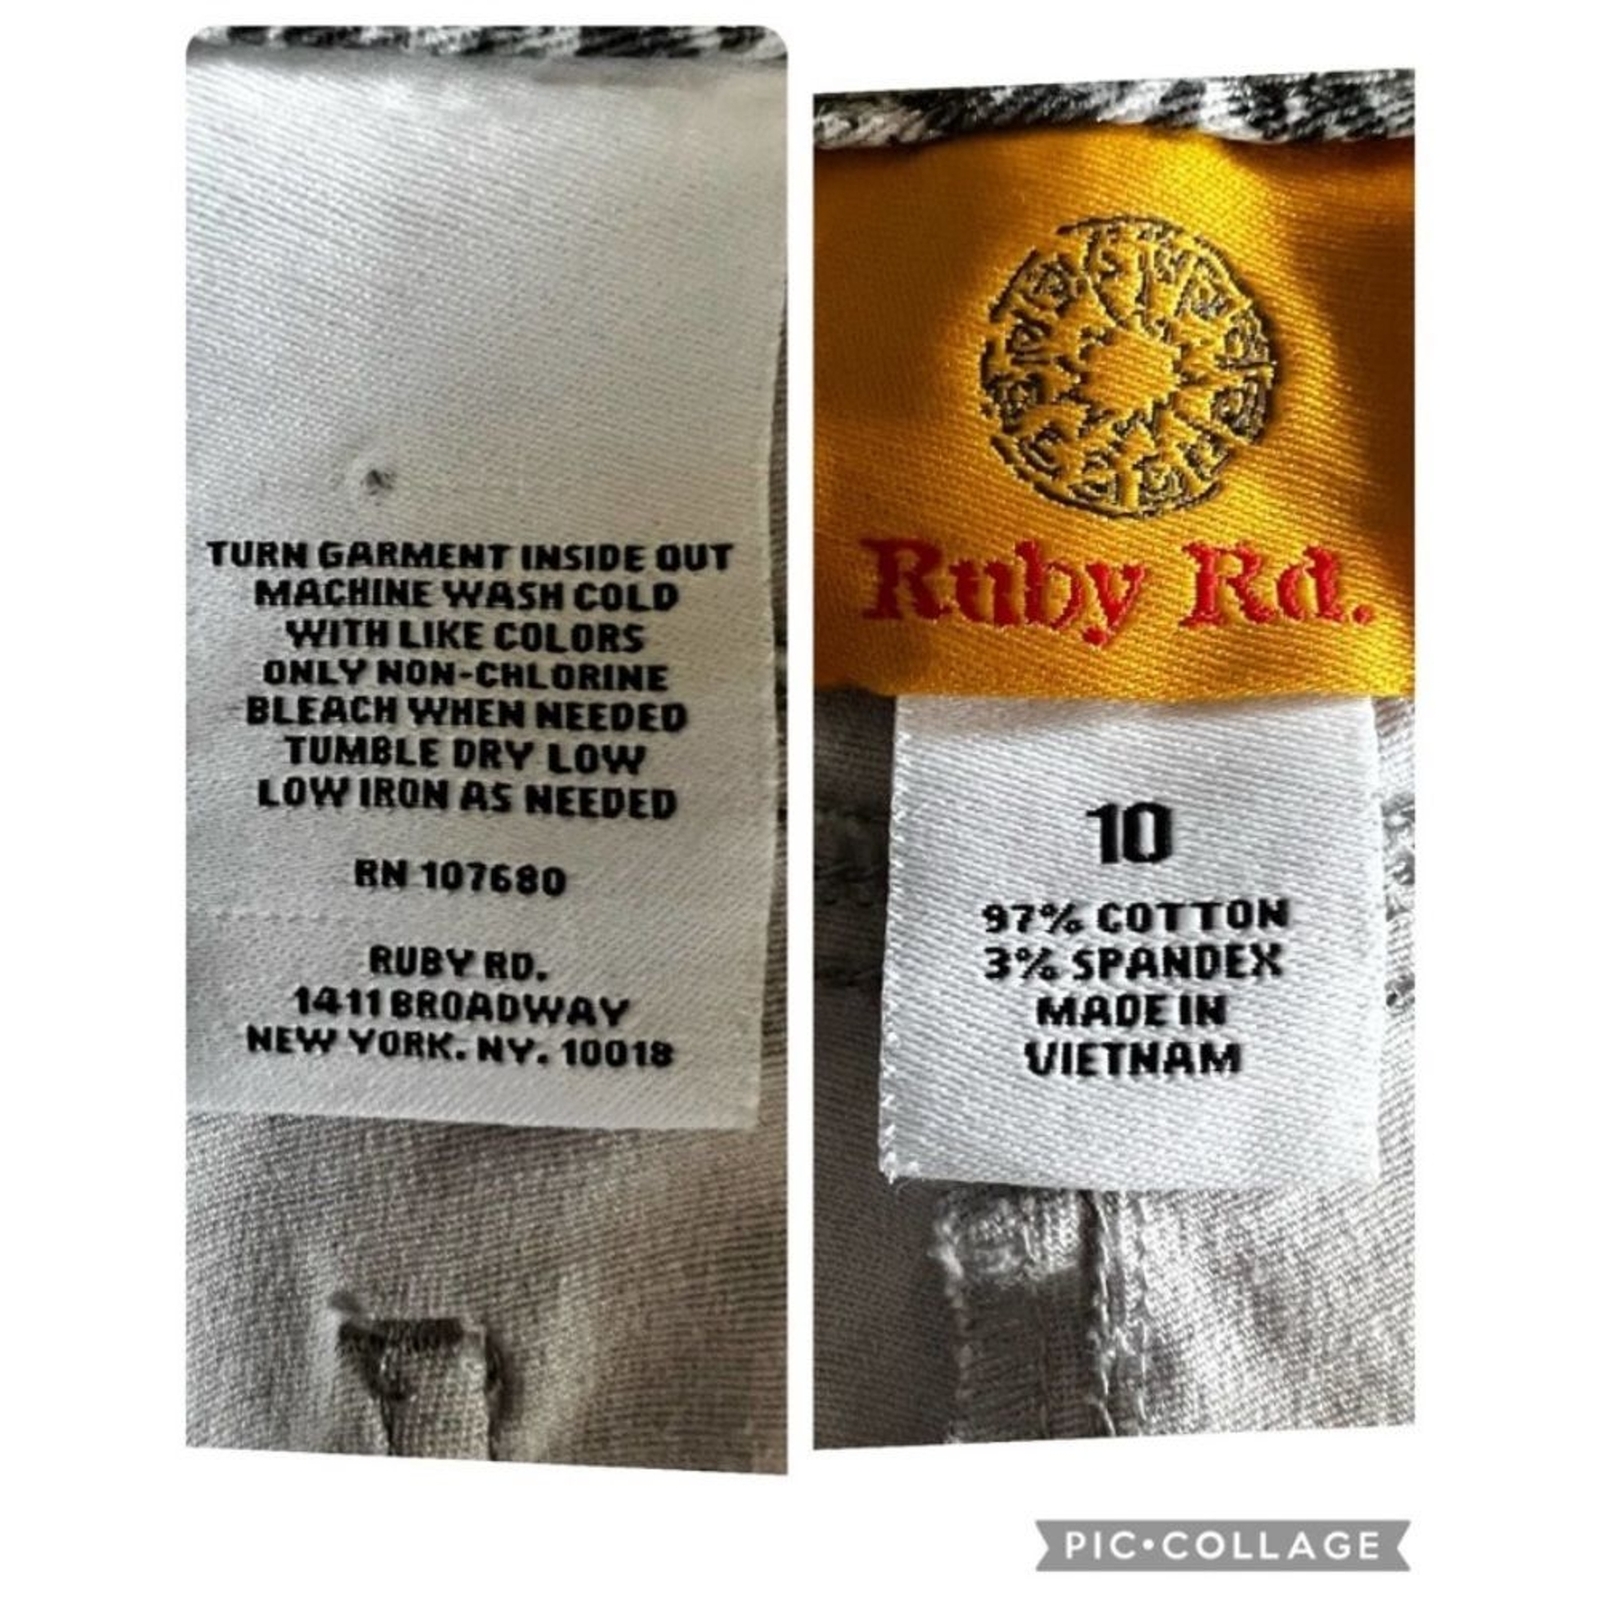 TURN GARMENT INSIDE OUT
MACHINE WASH COLD
WITH LIKE COLORS
ONLY NON-CHLORINE
BLEACH WHEN NEEDED
TUMBLE DRY LOW
LOW IRON AS NEEDED
RN 107680
RUBY RD.
1411 BROADWAY
NEW YORK. NY. 10018
Ruby Rd.
10
97% COTTON
3% SPANDEX
MADE IN
VIETNAM
PIC•COLLAGE